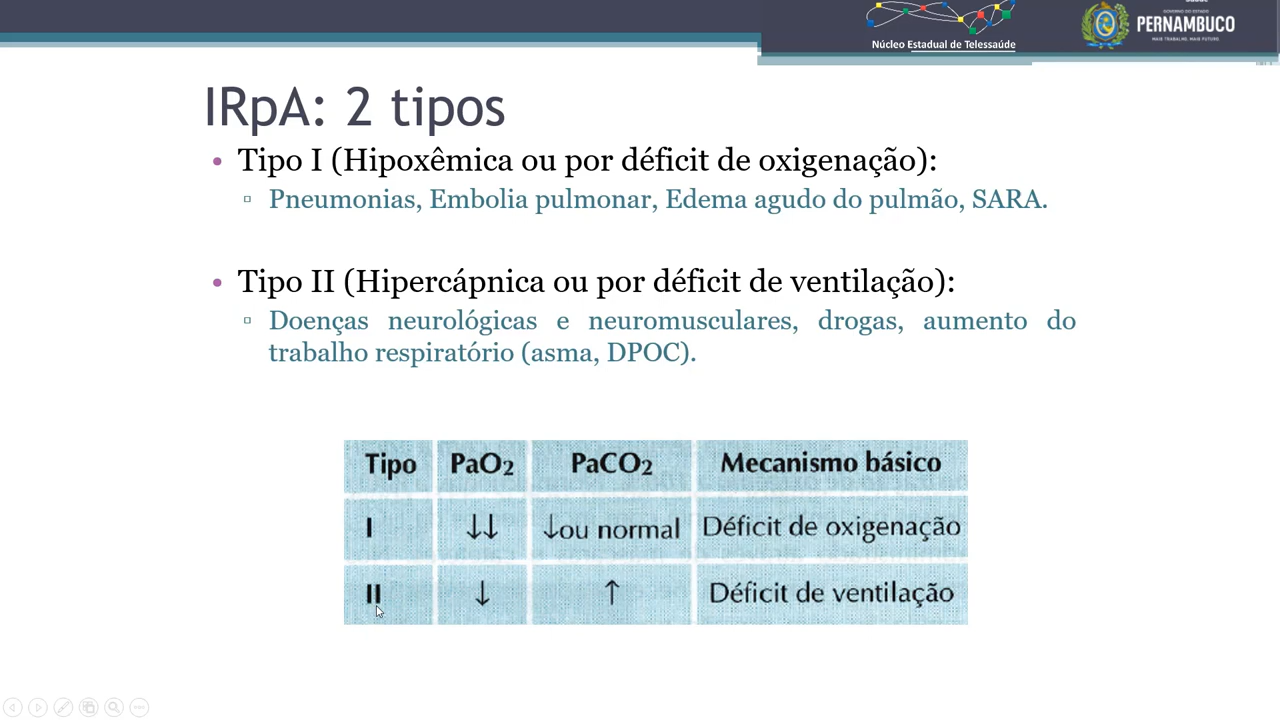 Saúde
Núcleo Estadual de Telessaúde
GOVERNO DO ESTADO
PERNAMBUCO
MAIS TRABALHO, MAIS FUTURO
IRpA: 2 tipos
• Tipo I (Hipoxêmica ou por déficit de oxigenação):
▫ Pneumonias, Embolia pulmonar, Edema agudo do pulmão, SARA.
• Tipo II (Hipercápnica ou por déficit de ventilação):
▫ Doenças neurológicas e neuromusculares, drogas, aumento do
trabalho respiratório (asma, DPOC).
Tipo PaO2 PaCO2 Mecanismo básico
I ↓↓ ↓ou normal Déficit de oxigenação
II ↓ ↑ Déficit de ventilação